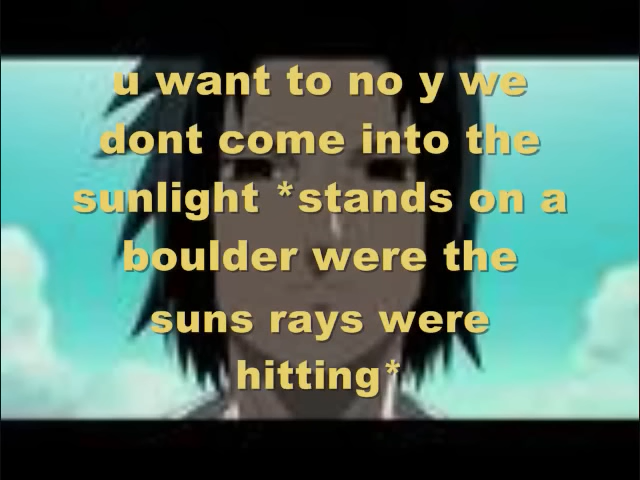 u want to no y we
dont come into the
sunlight *stands on a
boulder were the
suns rays were
hitting*